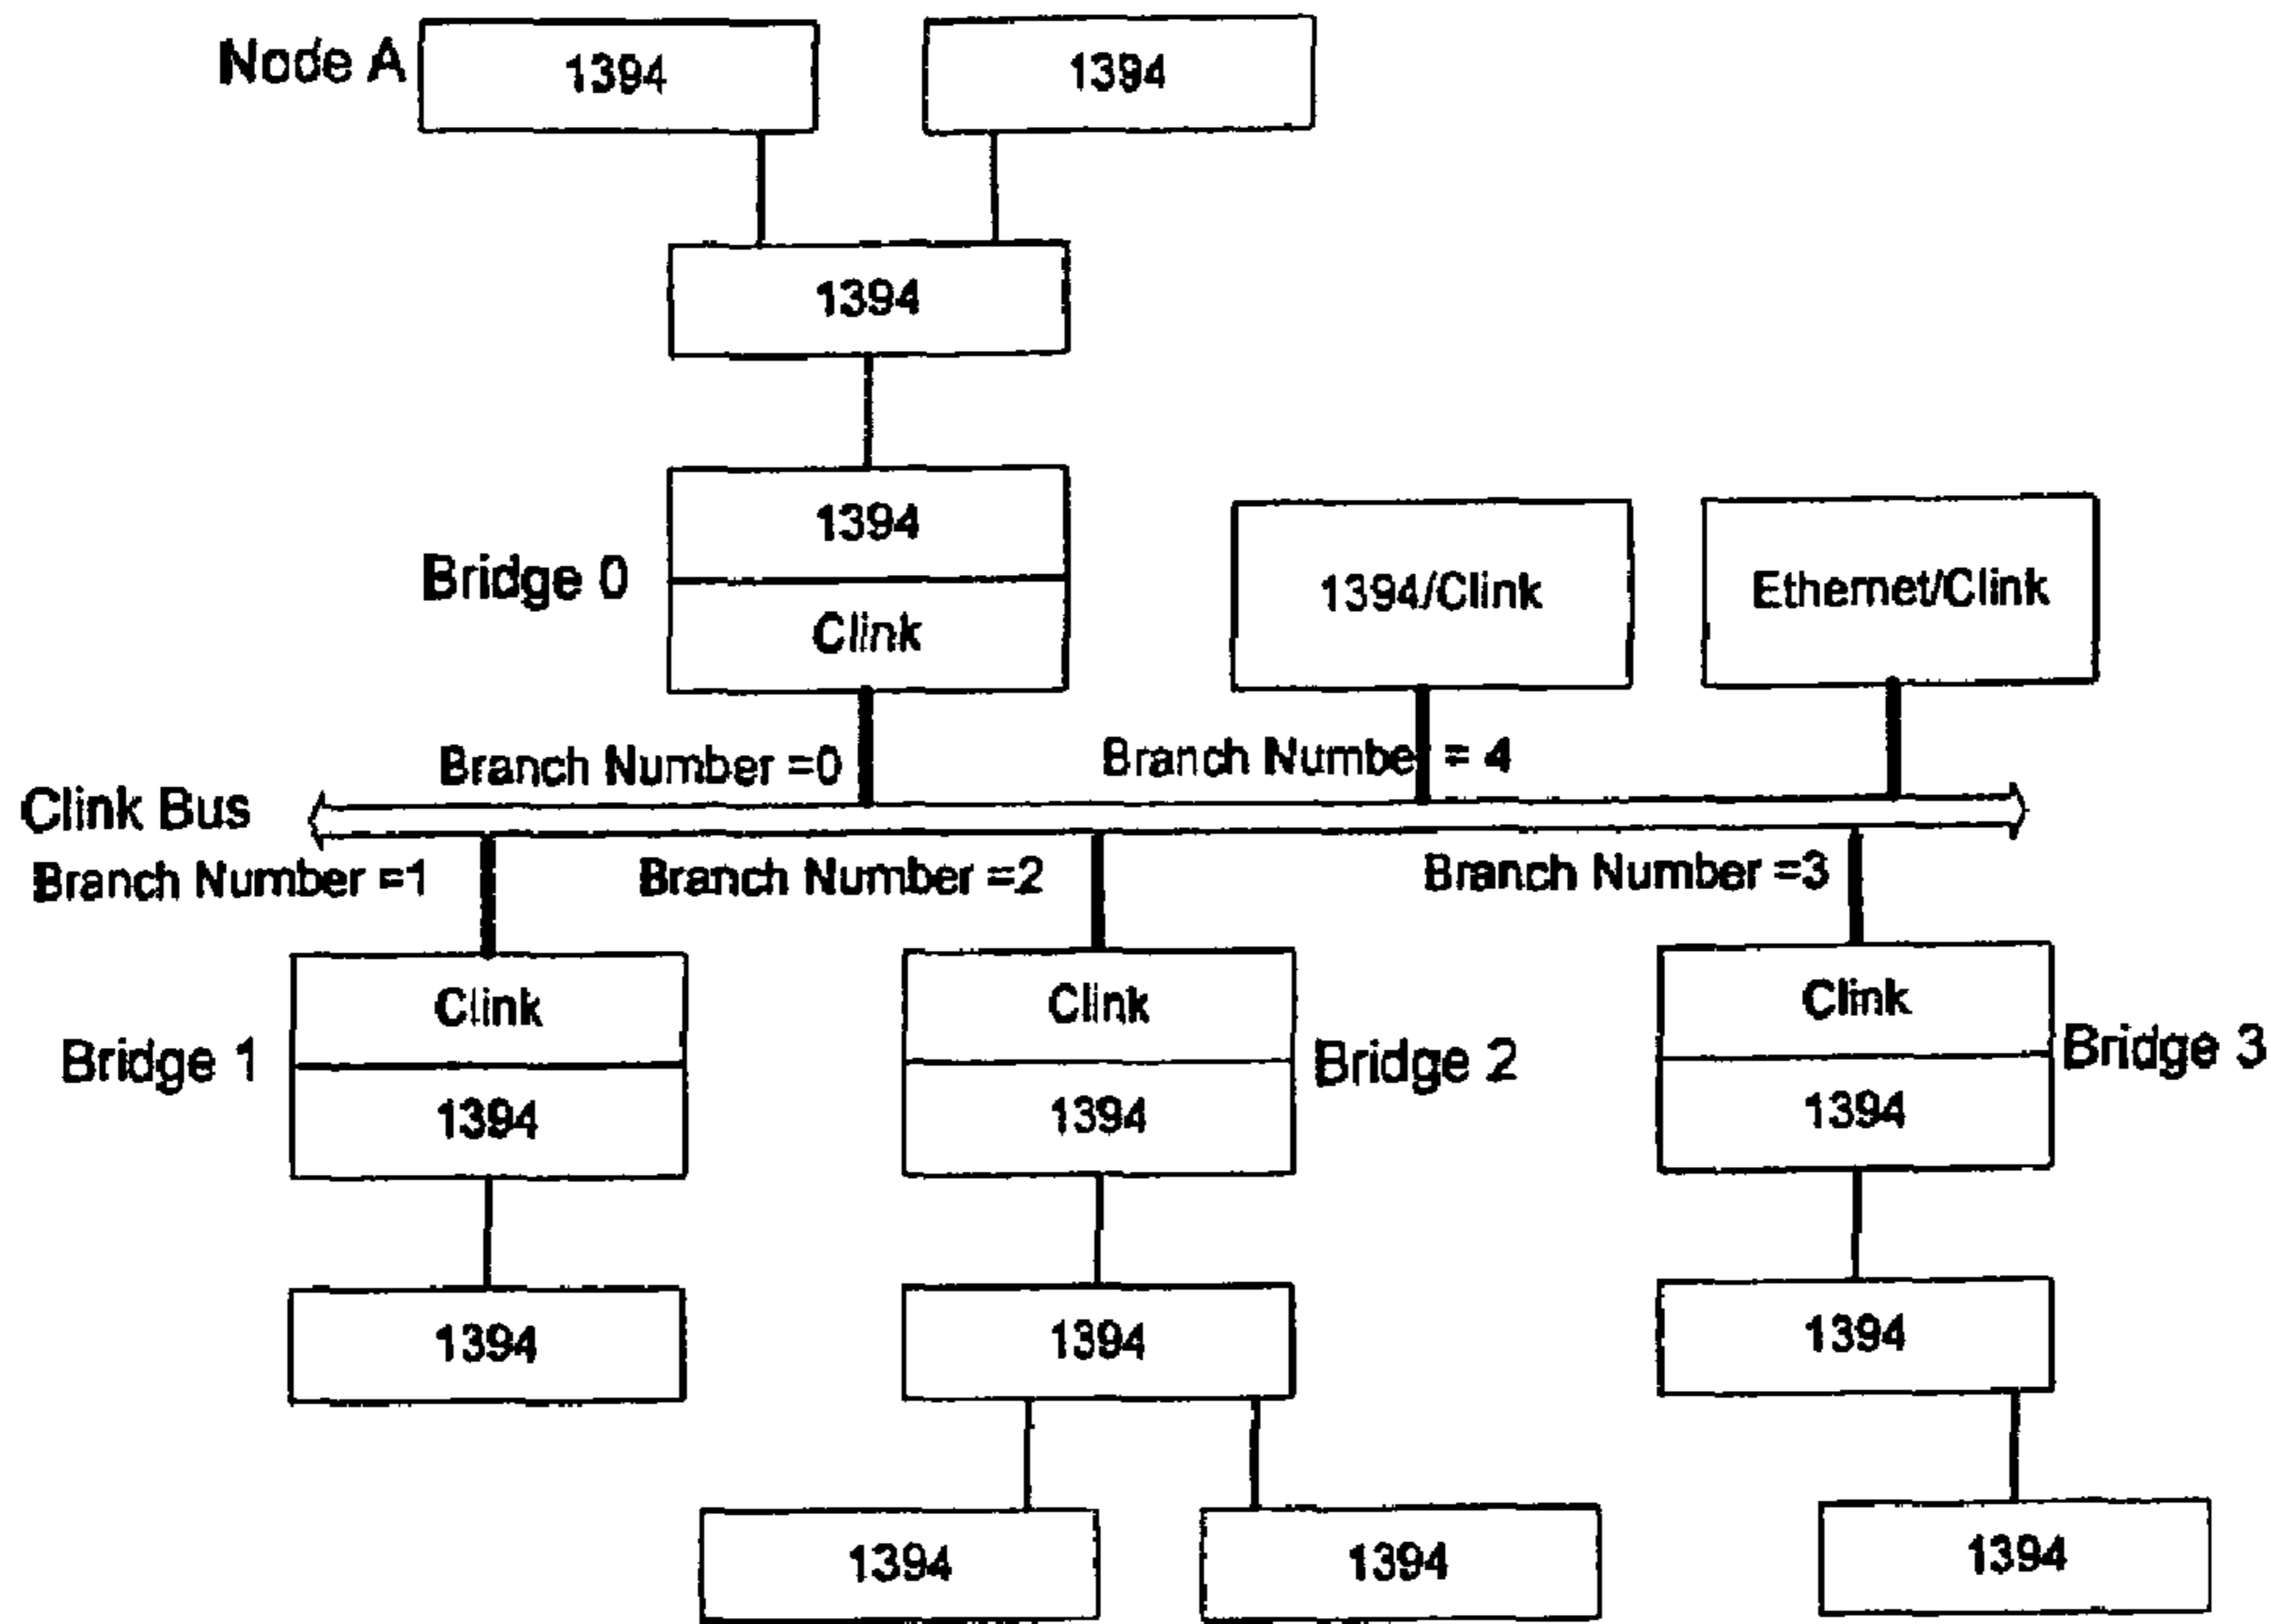 Node A
1394
1394
1394
1394
Bridge 0
Clink
1394/Clink
Ethernet/Clink
Branch Number =0
Branch Number = 4
Clink Bus
Branch Number =1
Branch Number =2
Branch Number =3
Clink
Clink
Clink
Bridge 1
Bridge 2
Bridge 3
1394
1394
1394
1394
1394
1394
1394
1394
1394